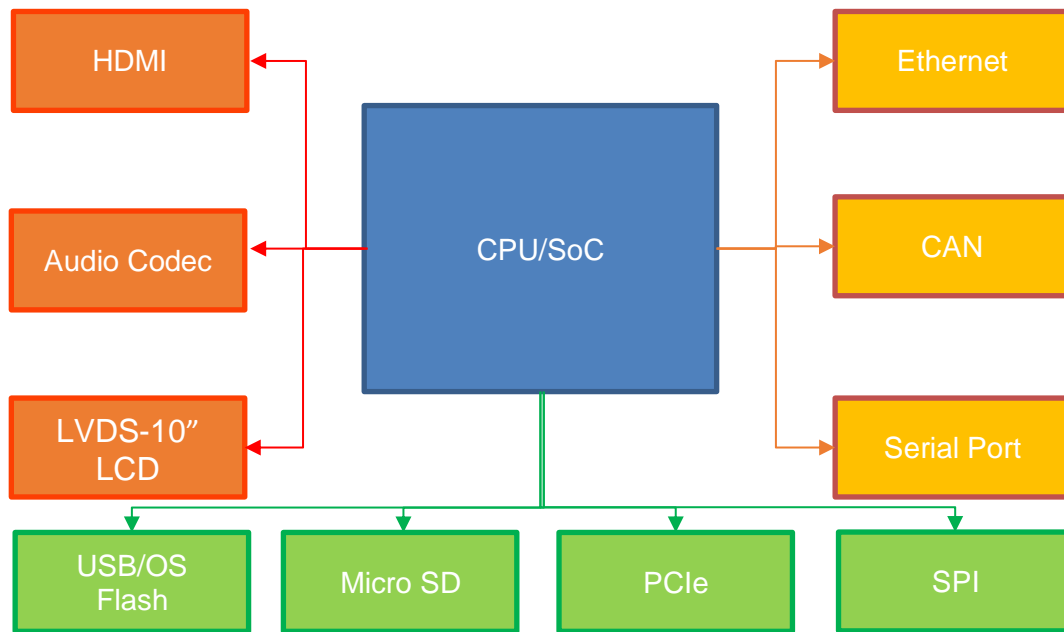 HDMI
Ethernet
CPU/SoC
Audio Codec
CAN
LVDS-10”
LCD
Serial Port
USB/OS
Flash
Micro SD
PCIe
SPI